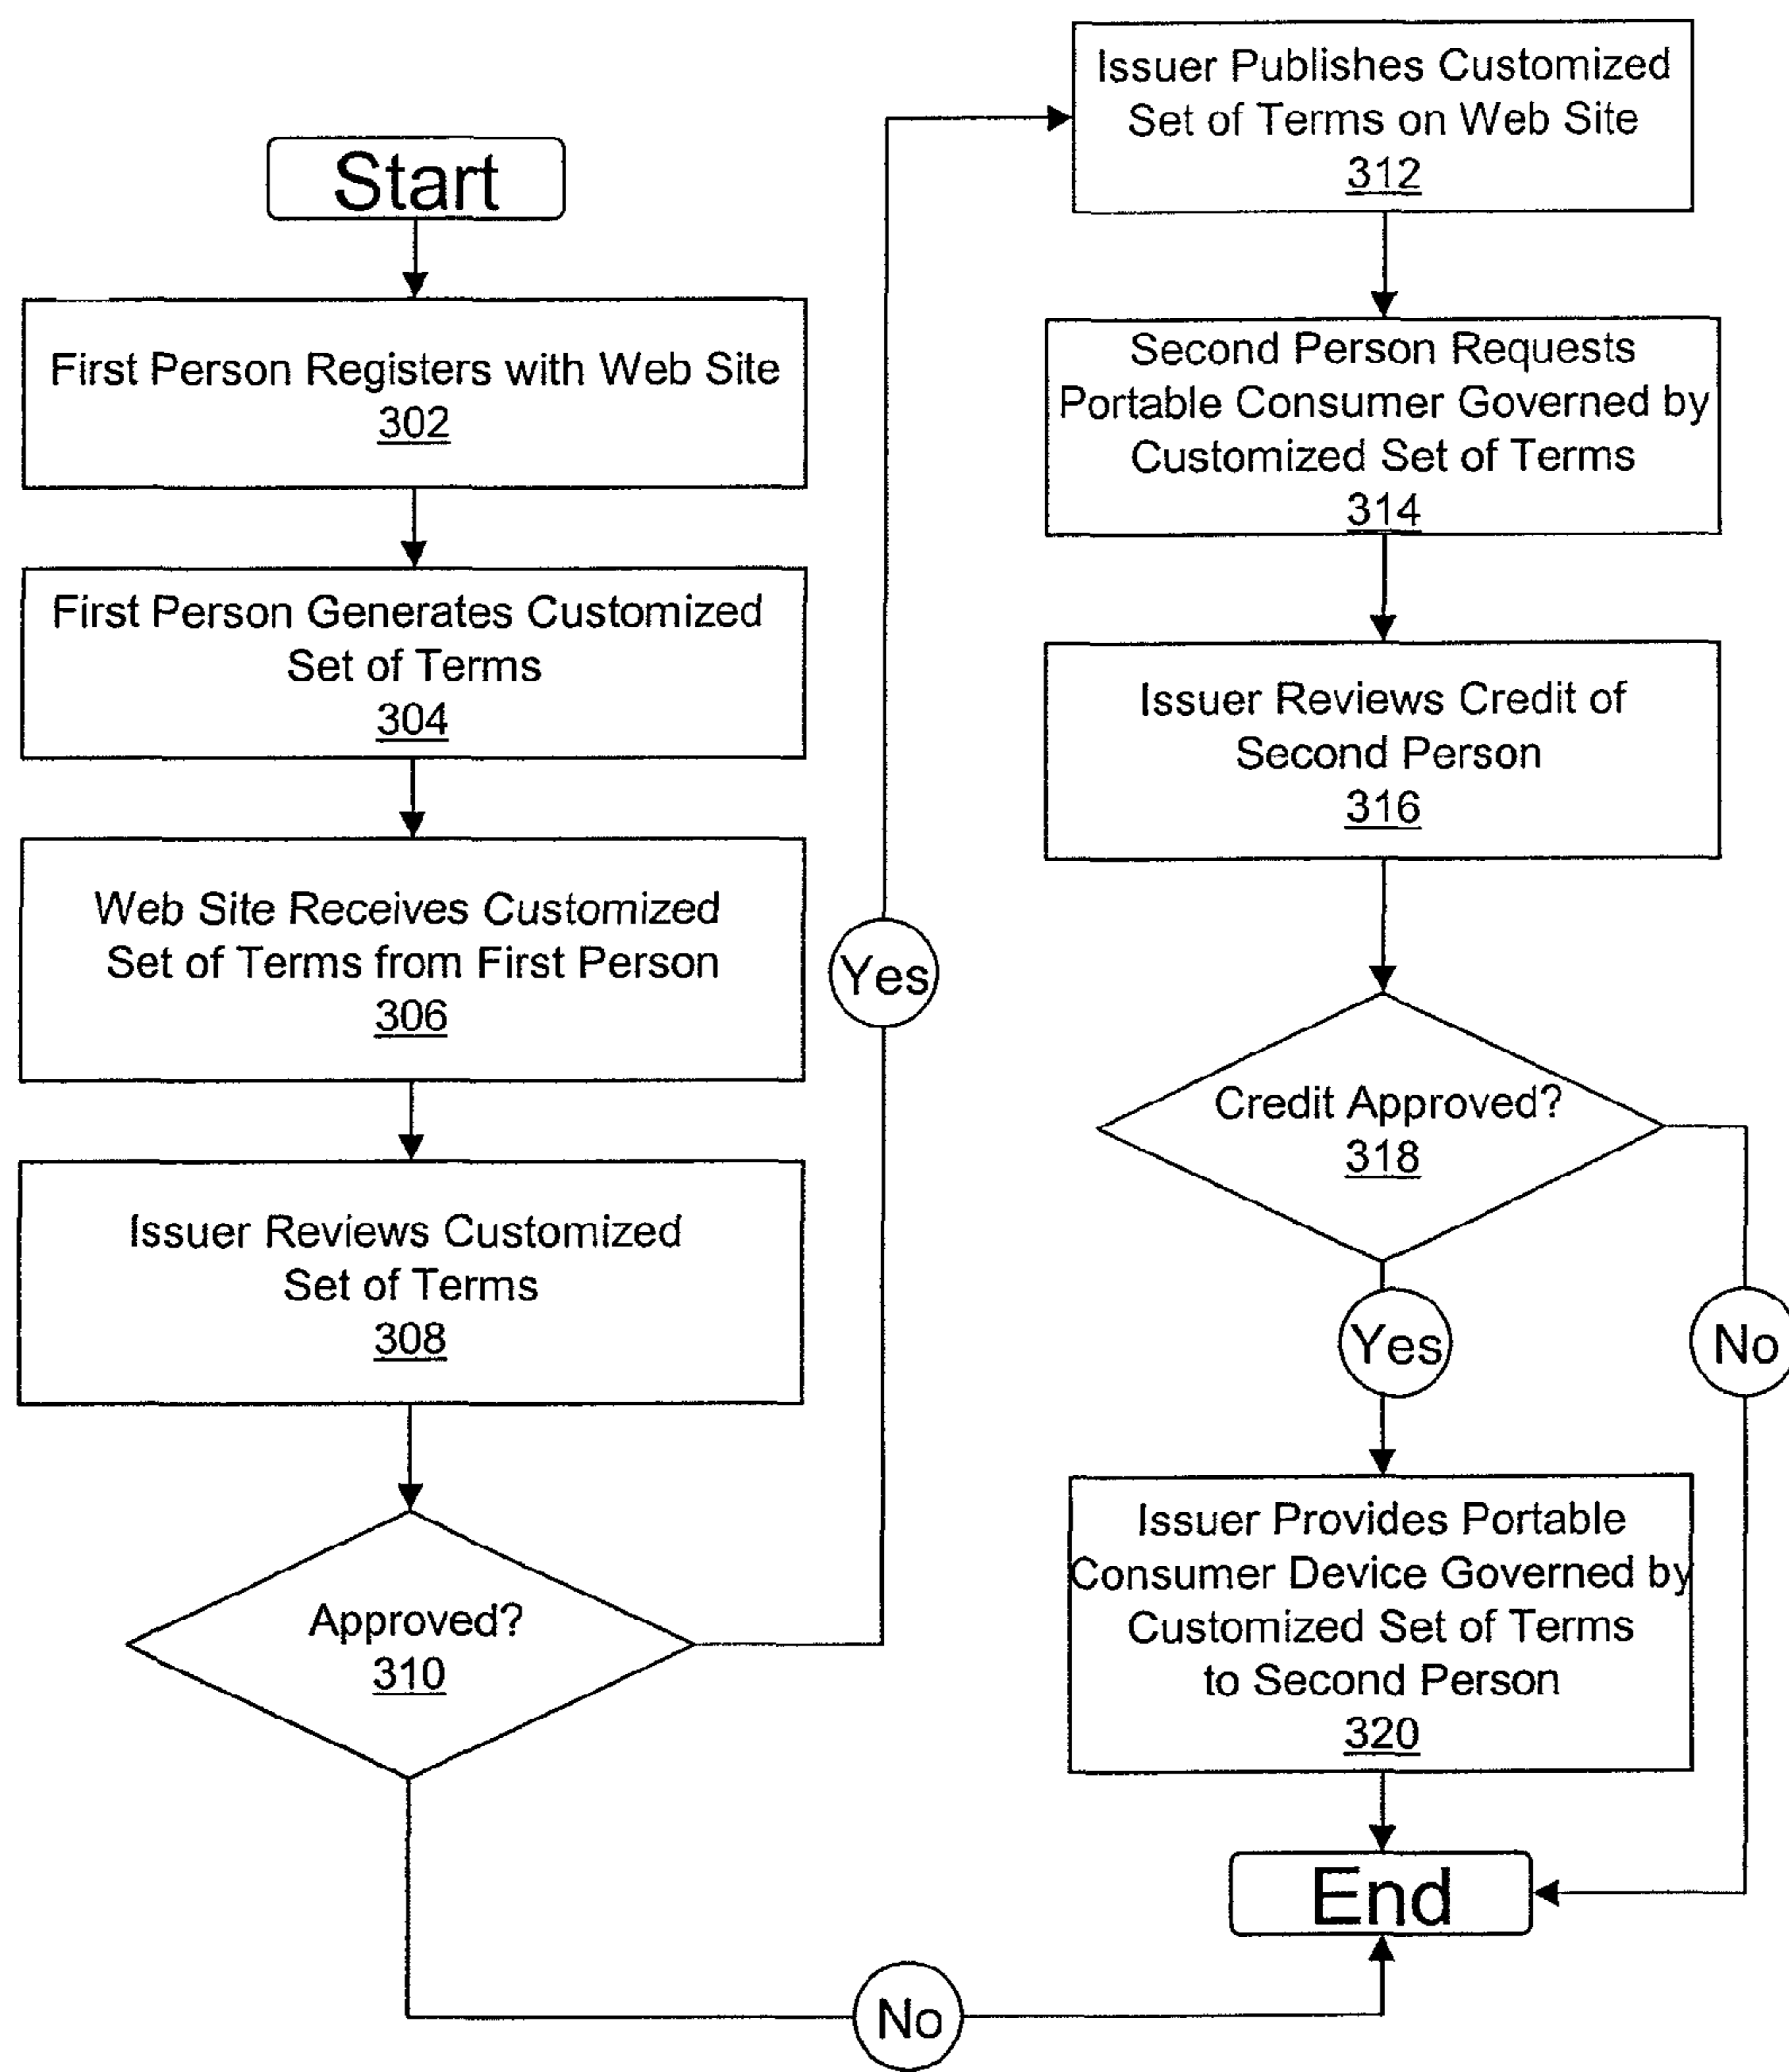 Start
First Person Registers with Web Site
302
First Person Generates Customized
Set of Terms
304
Web Site Receives Customized
Set of Terms from First Person
306
Issuer Reviews Customized
Set of Terms
308
Approved?
310
Yes
No
Issuer Publishes Customized
Set of Terms on Web Site
312
Second Person Requests
Portable Consumer Governed by
Customized Set of Terms
314
Issuer Reviews Credit of
Second Person
316
Credit Approved?
318
Yes
No
Issuer Provides Portable
Consumer Device Governed by
Customized Set of Terms
to Second Person
320
End